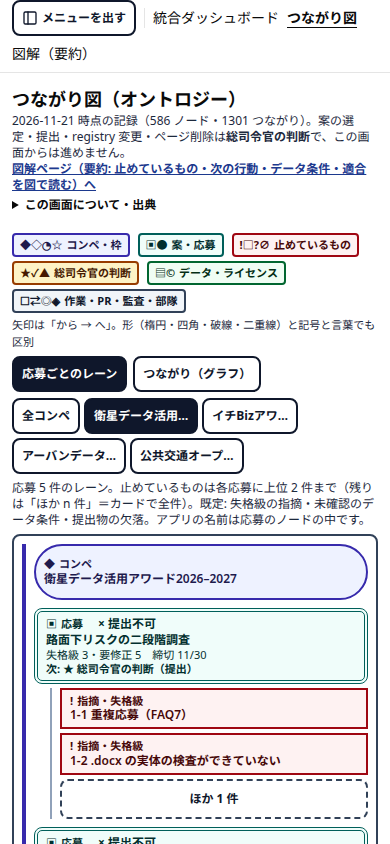 メニューを出す 統合ダッシュボード つながり図
図解（要約）
つながり図（オントロジー）
2026-11-21 時点の記録（586 ノード・1301 つながり）。案の選
定・提出・registry 変更・ページ削除は総司令官の判断で、この画
面からは進めません。
図解ページ（要約: 止めているもの・次の行動・データ条件・適合
を図で読む）へ
▶ この画面について・出典
◆◇◔☆ コンペ・枠 ▣● 案・応募 !□?⊘ 止めているもの
★✓▲ 総司令官の判断 ▤© データ・ライセンス
☐⇄◎◈ 作業・PR・監査・部隊
矢印は「から → へ」。形（楕円・四角・破線・二重線）と記号と言葉でも
区別
応募ごとのレーン つながり（グラフ）
全コンペ 衛星データ活用… イチBizアワ…
アーバンデータ… 公共交通オープ…
応募 5 件のレーン。止めているものは各応募に上位 2 件まで（残り
は「ほか n 件」＝カードで全件）。既定: 失格級の指摘・未確認のデ
ータ条件・提出物の欠落。アプリの名前は応募のノードの中です。
◆ コンペ
衛星データ活用アワード2026–2027
▣ 応募 × 提出不可
路面下リスクの二段階調査
失格級 3・要修正 5 締切 11/30
次: ★ 総司令官の判断（提出）
! 指摘・失格級
1-1 重複応募（FAQ7）
! 指摘・失格級
1-2 .docx の実体の検査ができていない
ほか 1 件
▣ 応募 × 提出不可